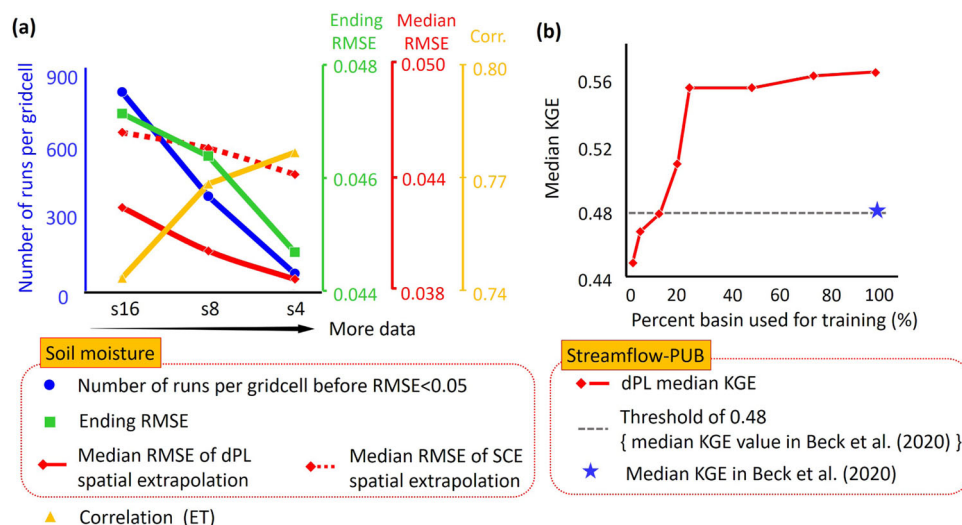 (a)
Ending
RMSE
Median
RMSE
Corr.
Number of runs per gridcell
900
600
300
0
0.048
0.046
0.044
0.050
0.044
0.038
0.80
0.77
0.74
s16
s8
s4
More data
(b)
Median KGE
0.56
0.52
0.48
0.44
0
20
40
60
80
100
Percent basin used for training (%)
Soil moisture
Number of runs per gridcell before RMSE<0.05
Ending RMSE
Median RMSE of dPL
spatial extrapolation
Median RMSE of SCE
spatial extrapolation
Correlation (ET)
Streamflow-PUB
dPL median KGE
Threshold of 0.48
{ median KGE value in Beck et al. (2020) }
Median KGE in Beck et al. (2020)